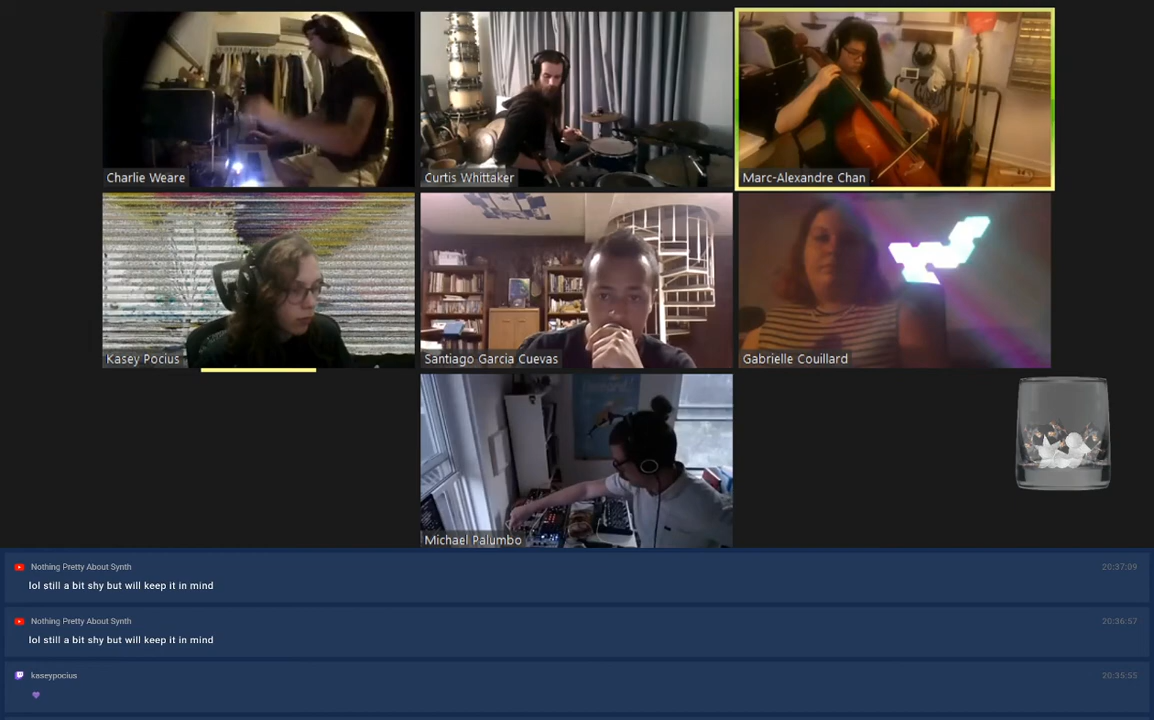 Charlie Weare
Curtis Whittaker
Marc-Alexandre Chan
Kasey Pocius
Santiago Garcia Cuevas
Gabrielle Couillard
Michael Palumbo
Nothing Pretty About Synth
20:37:09
lol still a bit shy but will keep it in mind
Nothing Pretty About Synth
20:36:57
lol still a bit shy but will keep it in mind
kaseypocius
20:35:55